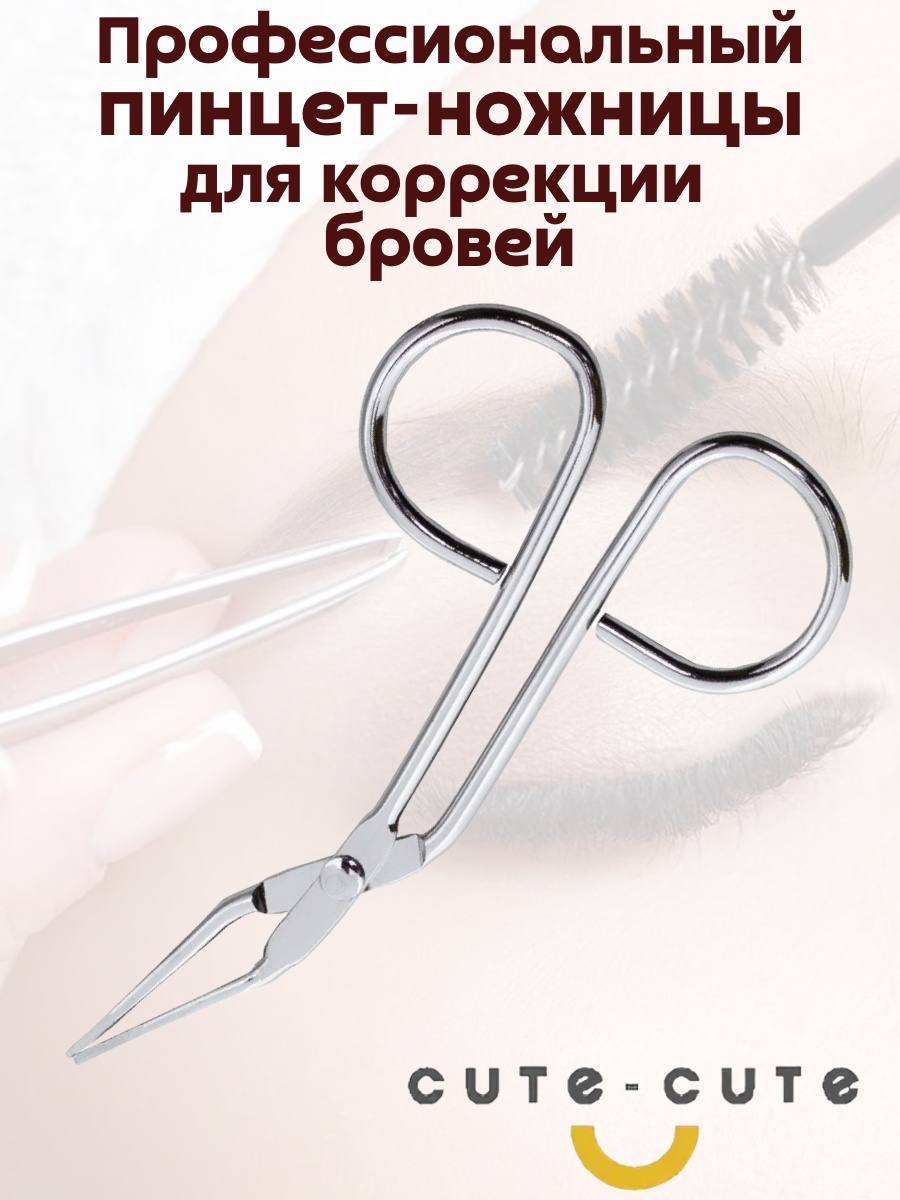 Профессиональный
пинцет-ножницы
для коррекции
бровей
CUTe-CUTe